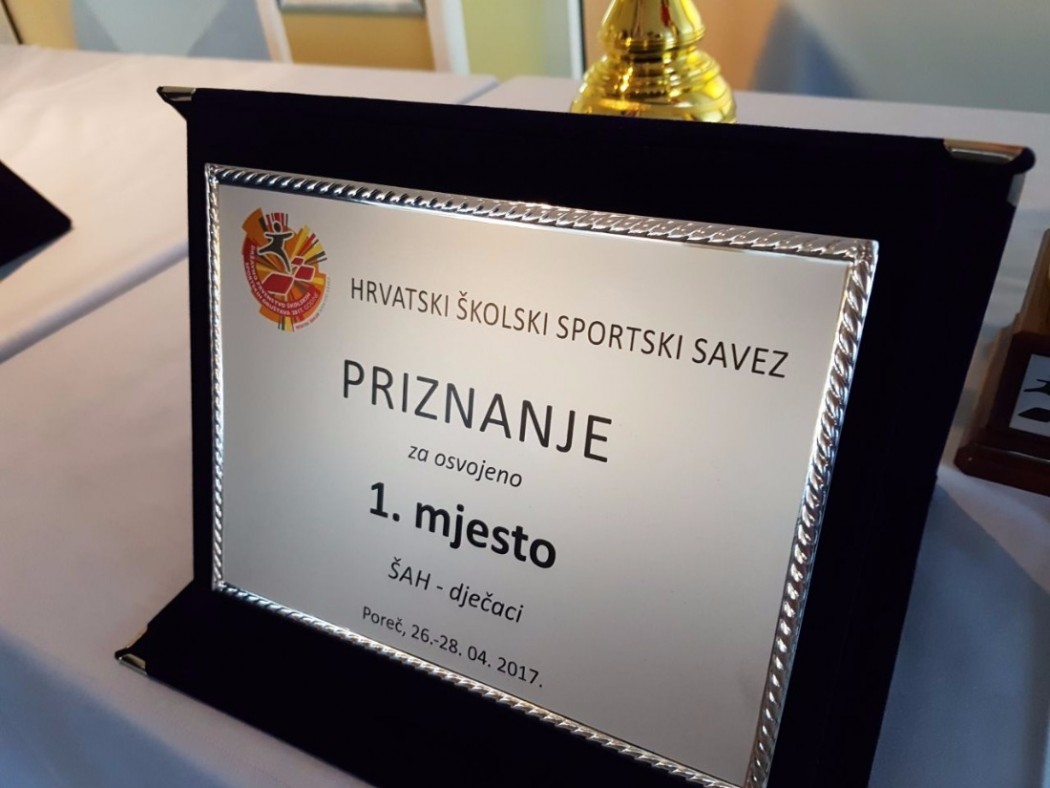 HRVATSKI ŠKOLSKI SPORTSKI SAVEZ
PRIZNANJE
za osvojeno
1. mjesto
ŠAH - dječaci
Poreč, 26.-28. 04. 2017.